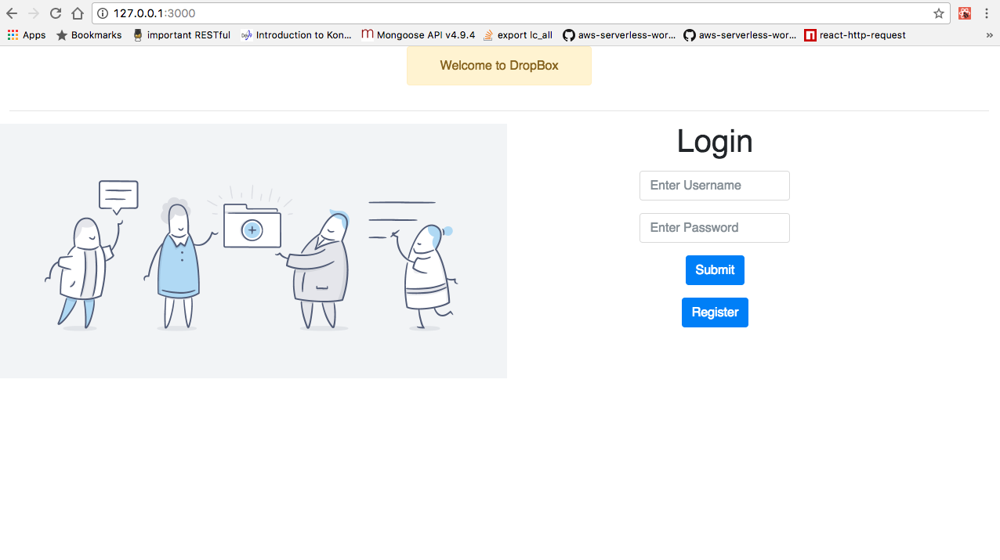 127.0.0.1:3000
Apps Bookmarks important RESTful Introduction to Kon... Mongoose API v4.9.4 export lc_all aws-serverless-wor... aws-serverless-wor... react-http-request »
Welcome to DropBox
Login
Enter Username
Enter Password
Submit
Register